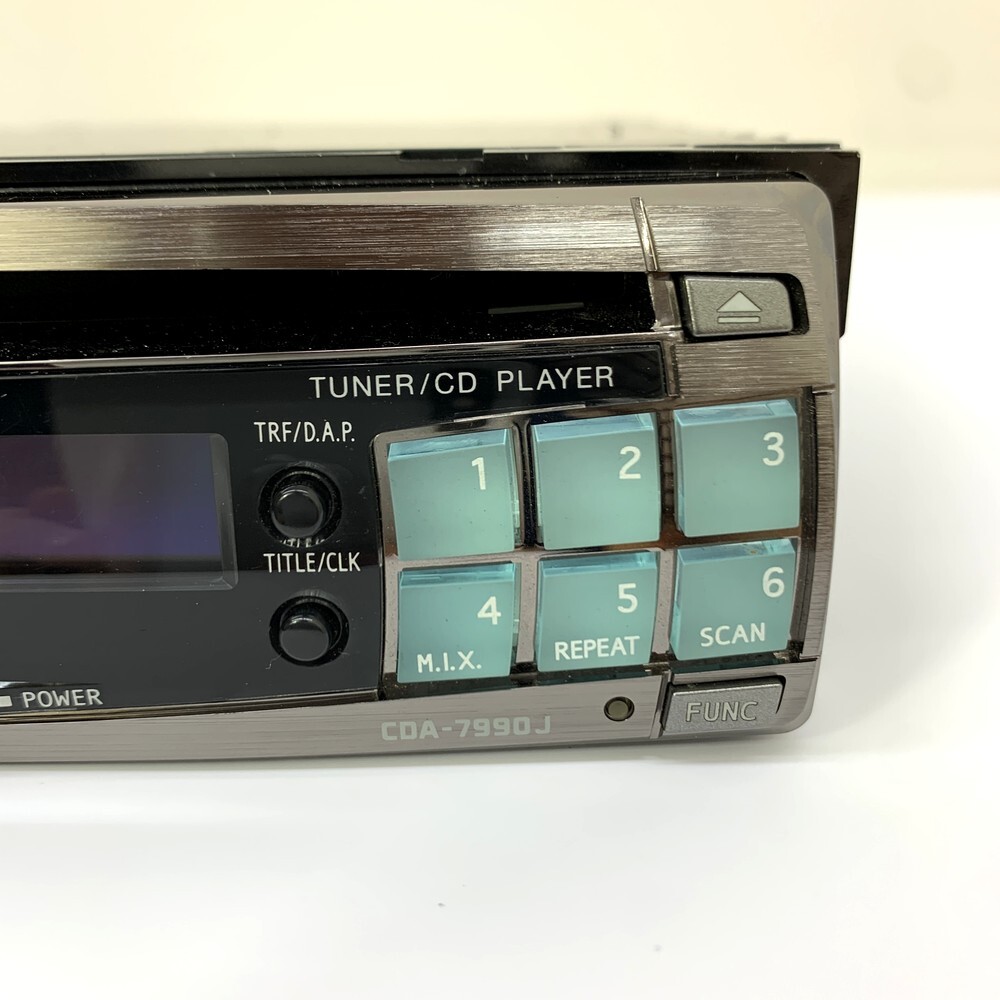 TUNER/CD PLAYER
TRF/D.A.P.
1 2 3
TITLE/CLK
4 5 6
M.I.X. REPEAT SCAN
POWER
CDA-7990J
FUNC